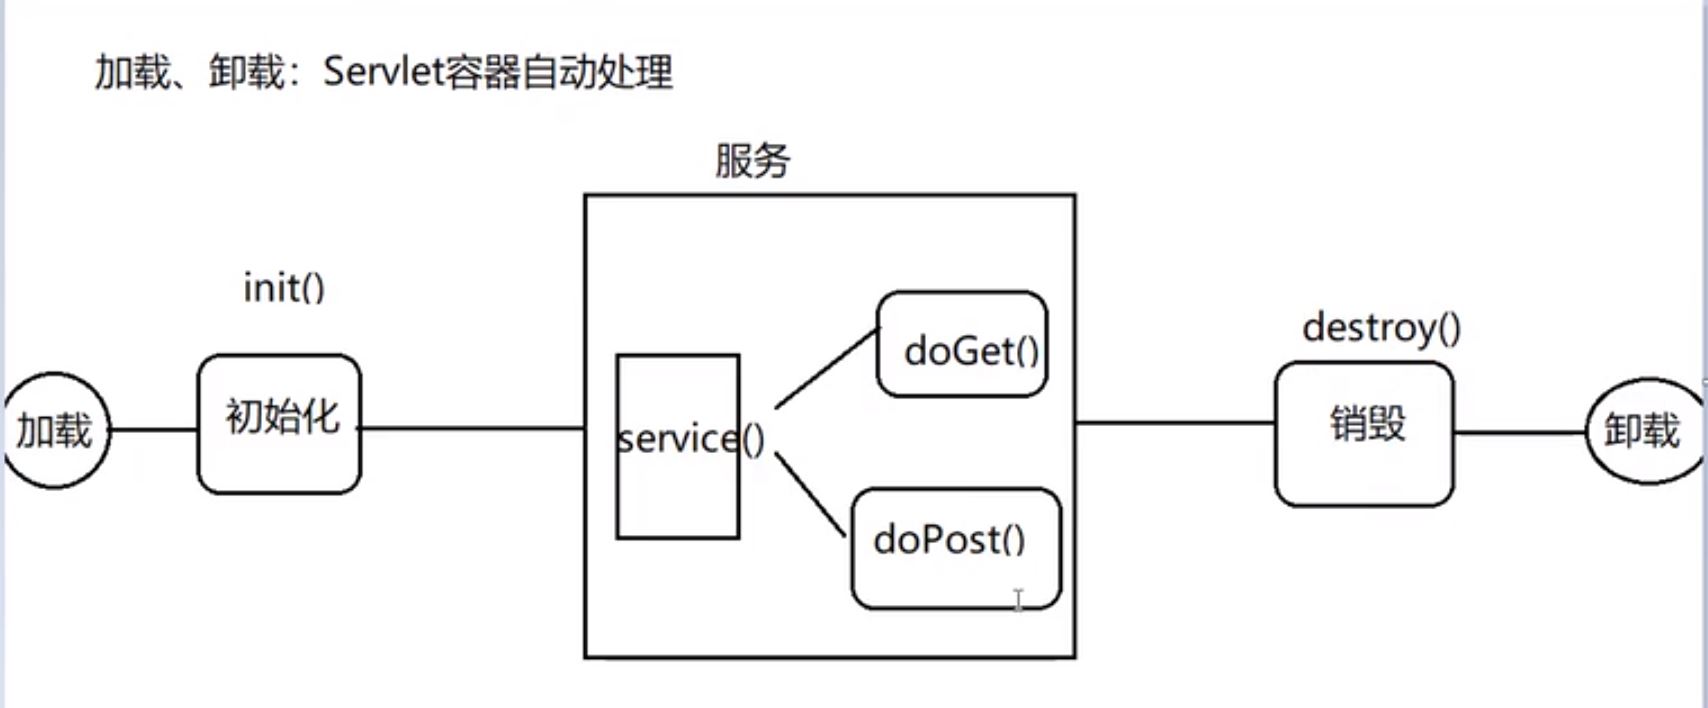 加载、卸载：Servlet容器自动处理
服务
init()
destroy()
加载
初始化
service()
doGet()
doPost()
销毁
卸载